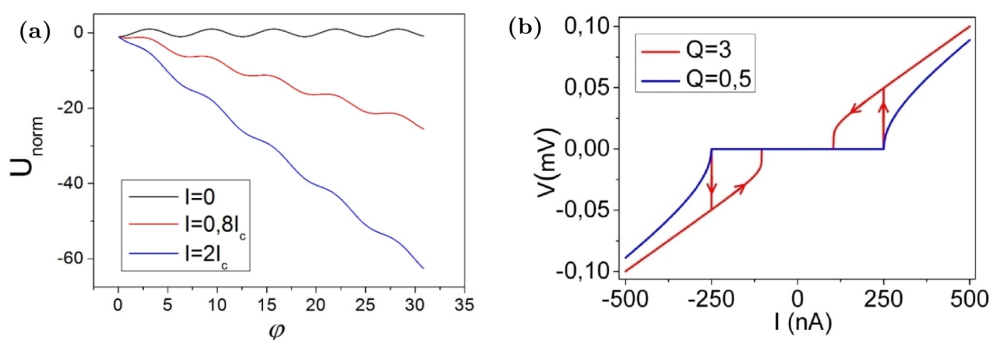 (a)
0
-20
-40
-60
U_norm
I=0
I=0,8I_c
I=2I_c
0 5 10 15 20 25 30 35
φ
(b)
0,10
0,05
0,00
-0,05
-0,10
V(mV)
Q=3
Q=0,5
-500 -250 0 250 500
I (nA)